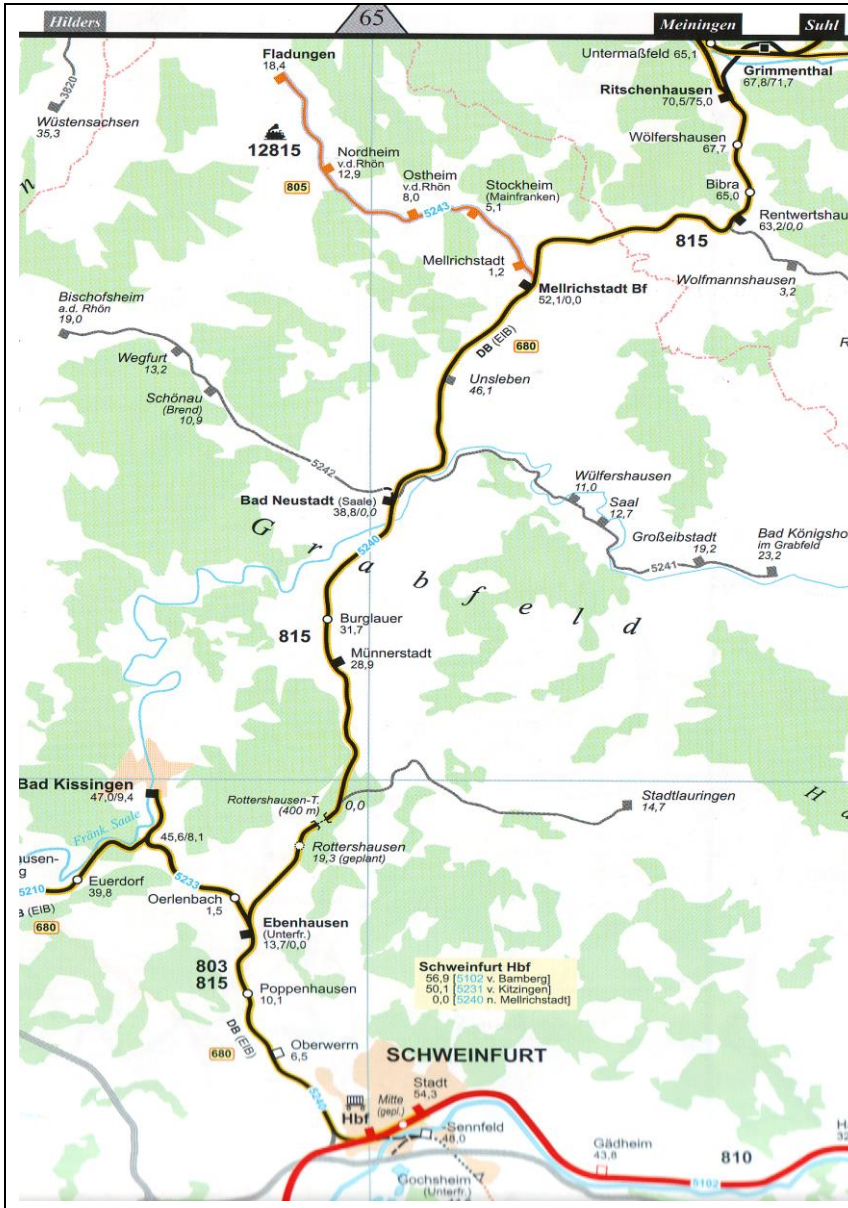 Hilders
65
Meiningen
Suhl
Fladungen
18,4
Untermaßfeld 65,1
Grimmenthal
67,8/71,7
3820
Wüstensachsen
35,3
n
12815
Ritschenhausen
70,5/75,0
Nordheim
v.d.Rhön
12,9
Wölfershausen
67,7
805
Ostheim
v.d.Rhön
8,0
Stockheim
(Mainfranken)
5,1
5243
Bibra
65,0
Rentwertshau
63,2/0,0
815
Mellrichstadt
1,2
Wolfmannshausen
3,2
Mellrichstadt Bf
52,1/0,0
Bischofsheim
a.d. Rhön
19,0
DB (EIB)
680
R
Wegfurt
13,2
Unsleben
46,1
Schönau
(Brend)
10,9
5242
Wülfershausen
11,0
Bad Neustadt (Saale)
38,8/0,0
Saal
12,7
Großeibstadt
19,2
Bad Königsho
im Grabfeld
23,2
5241
5240
G r a b f e l d
Burglauer
31,7
815
Münnerstadt
28,9
Bad Kissingen
47,0/9,4
Rottershausen-T.
(400 m)
0,0
Stadtlauringen
14,7
H a
Fränk. Saale
45,6/8,1
Rottershausen
19,3 (geplant)
ausen-
g
5210
Euerdorf
39,8
5233
Oerlenbach
1,5
B (EIB)
680
Ebenhausen
(Unterfr.)
13,7/0,0
803
815
Poppenhausen
10,1
Schweinfurt Hbf
56,9 [5102 v. Bamberg]
50,1 [5231 v. Kitzingen]
0,0 [5240 n. Mellrichstadt]
DB (EIB)
680
Oberwerrn
6,5
SCHWEINFURT
5240
Stadt
54,3
Mitte
(gepl.)
Hbf
Sennfeld
48,0
Gädheim
43,8
810
Ha
32
5102
Gochsheim
(Unterfr.)